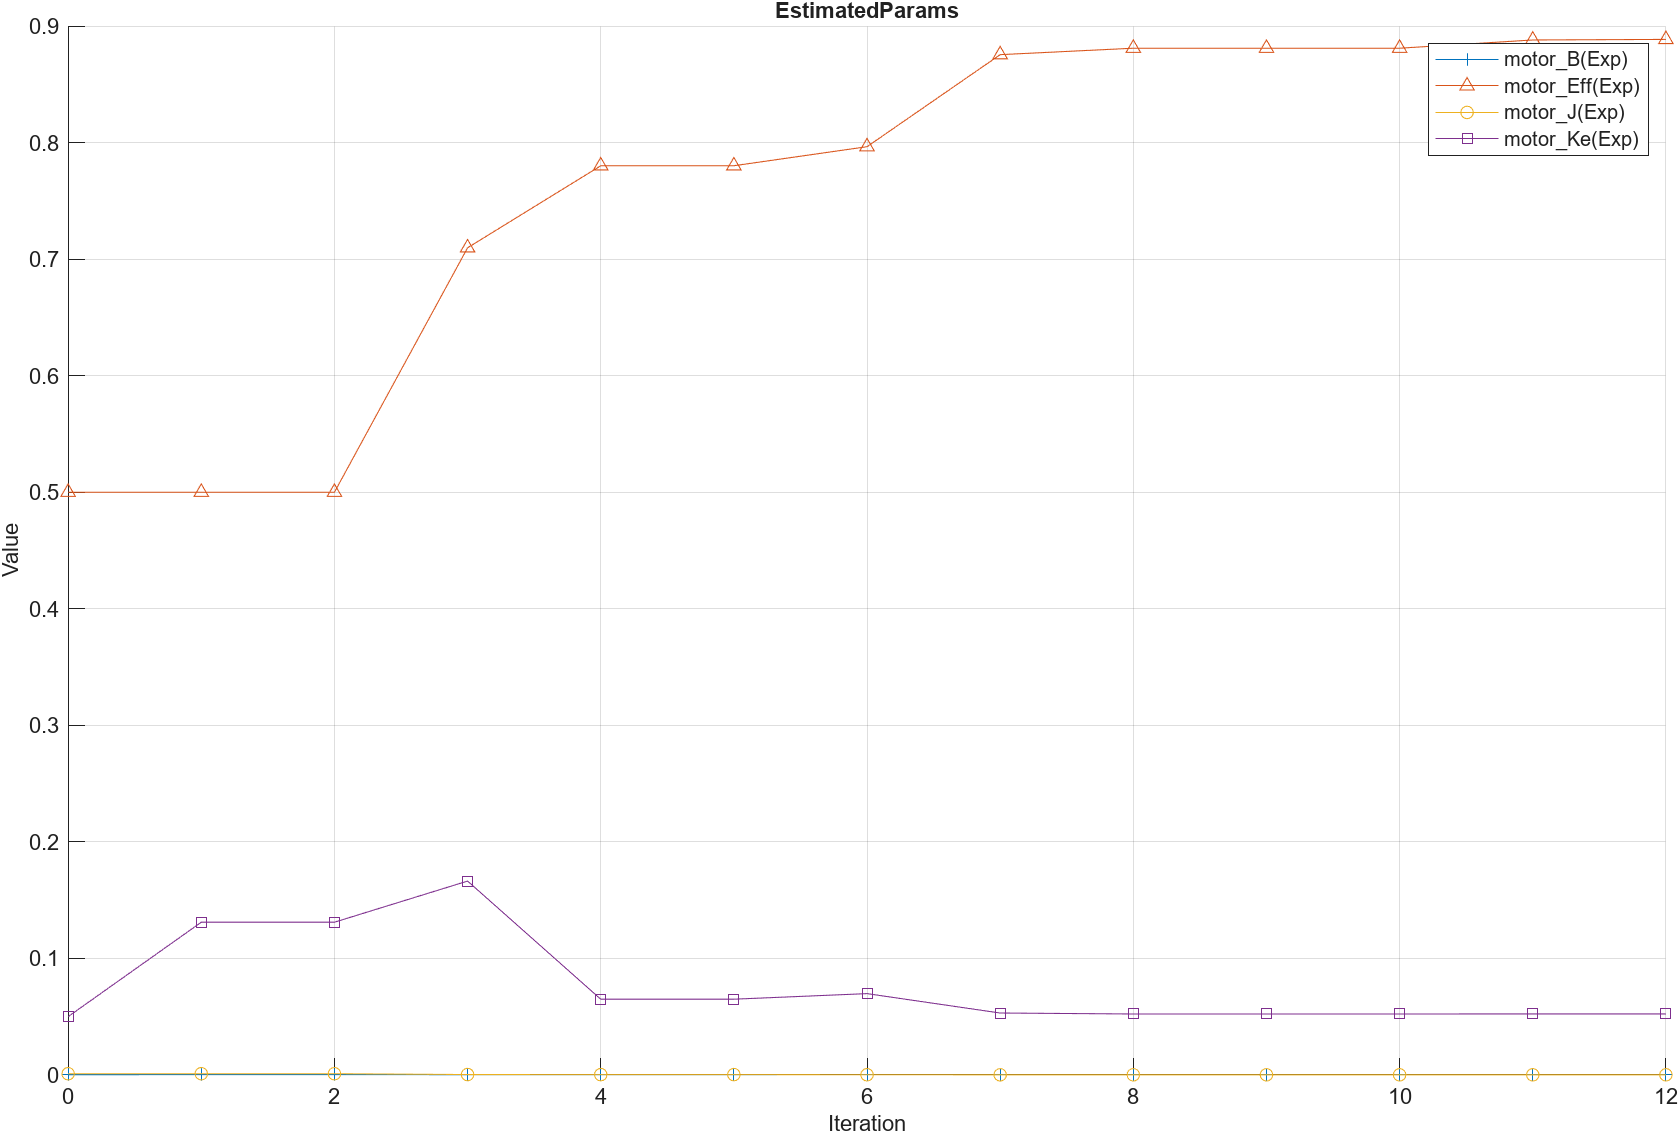 EstimatedParams
0.9
0.8
0.7
0.6
0.5
0.4
0.3
0.2
0.1
0
Value
motor_B(Exp)
motor_Eff(Exp)
motor_J(Exp)
motor_Ke(Exp)
0 2 4 6 8 10 12
Iteration